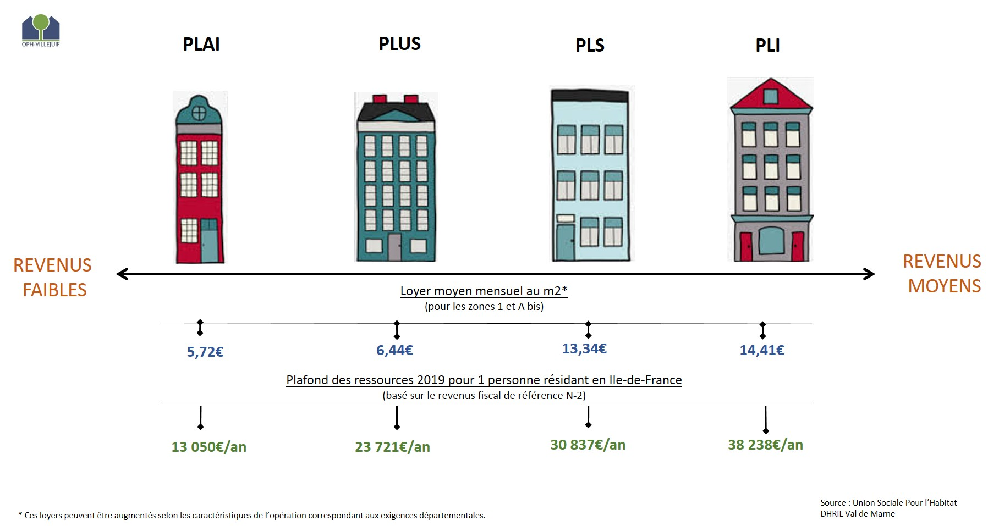 OPH-VILLEJUIF
PLAI
PLUS
PLS
PLI
REVENUS
FAIBLES
REVENUS
MOYENS
Loyer moyen mensuel au m2*
(pour les zones 1 et A bis)
5,72€
6,44€
13,34€
14,41€
Plafond des ressources 2019 pour 1 personne résidant en Ile-de-France
(basé sur le revenus fiscal de référence N-2)
13 050€/an
23 721€/an
30 837€/an
38 238€/an
* Ces loyers peuvent être augmentés selon les caractéristiques de l’opération correspondant aux exigences départementales.
Source : Union Sociale Pour l’Habitat
DHRIL Val de Marne